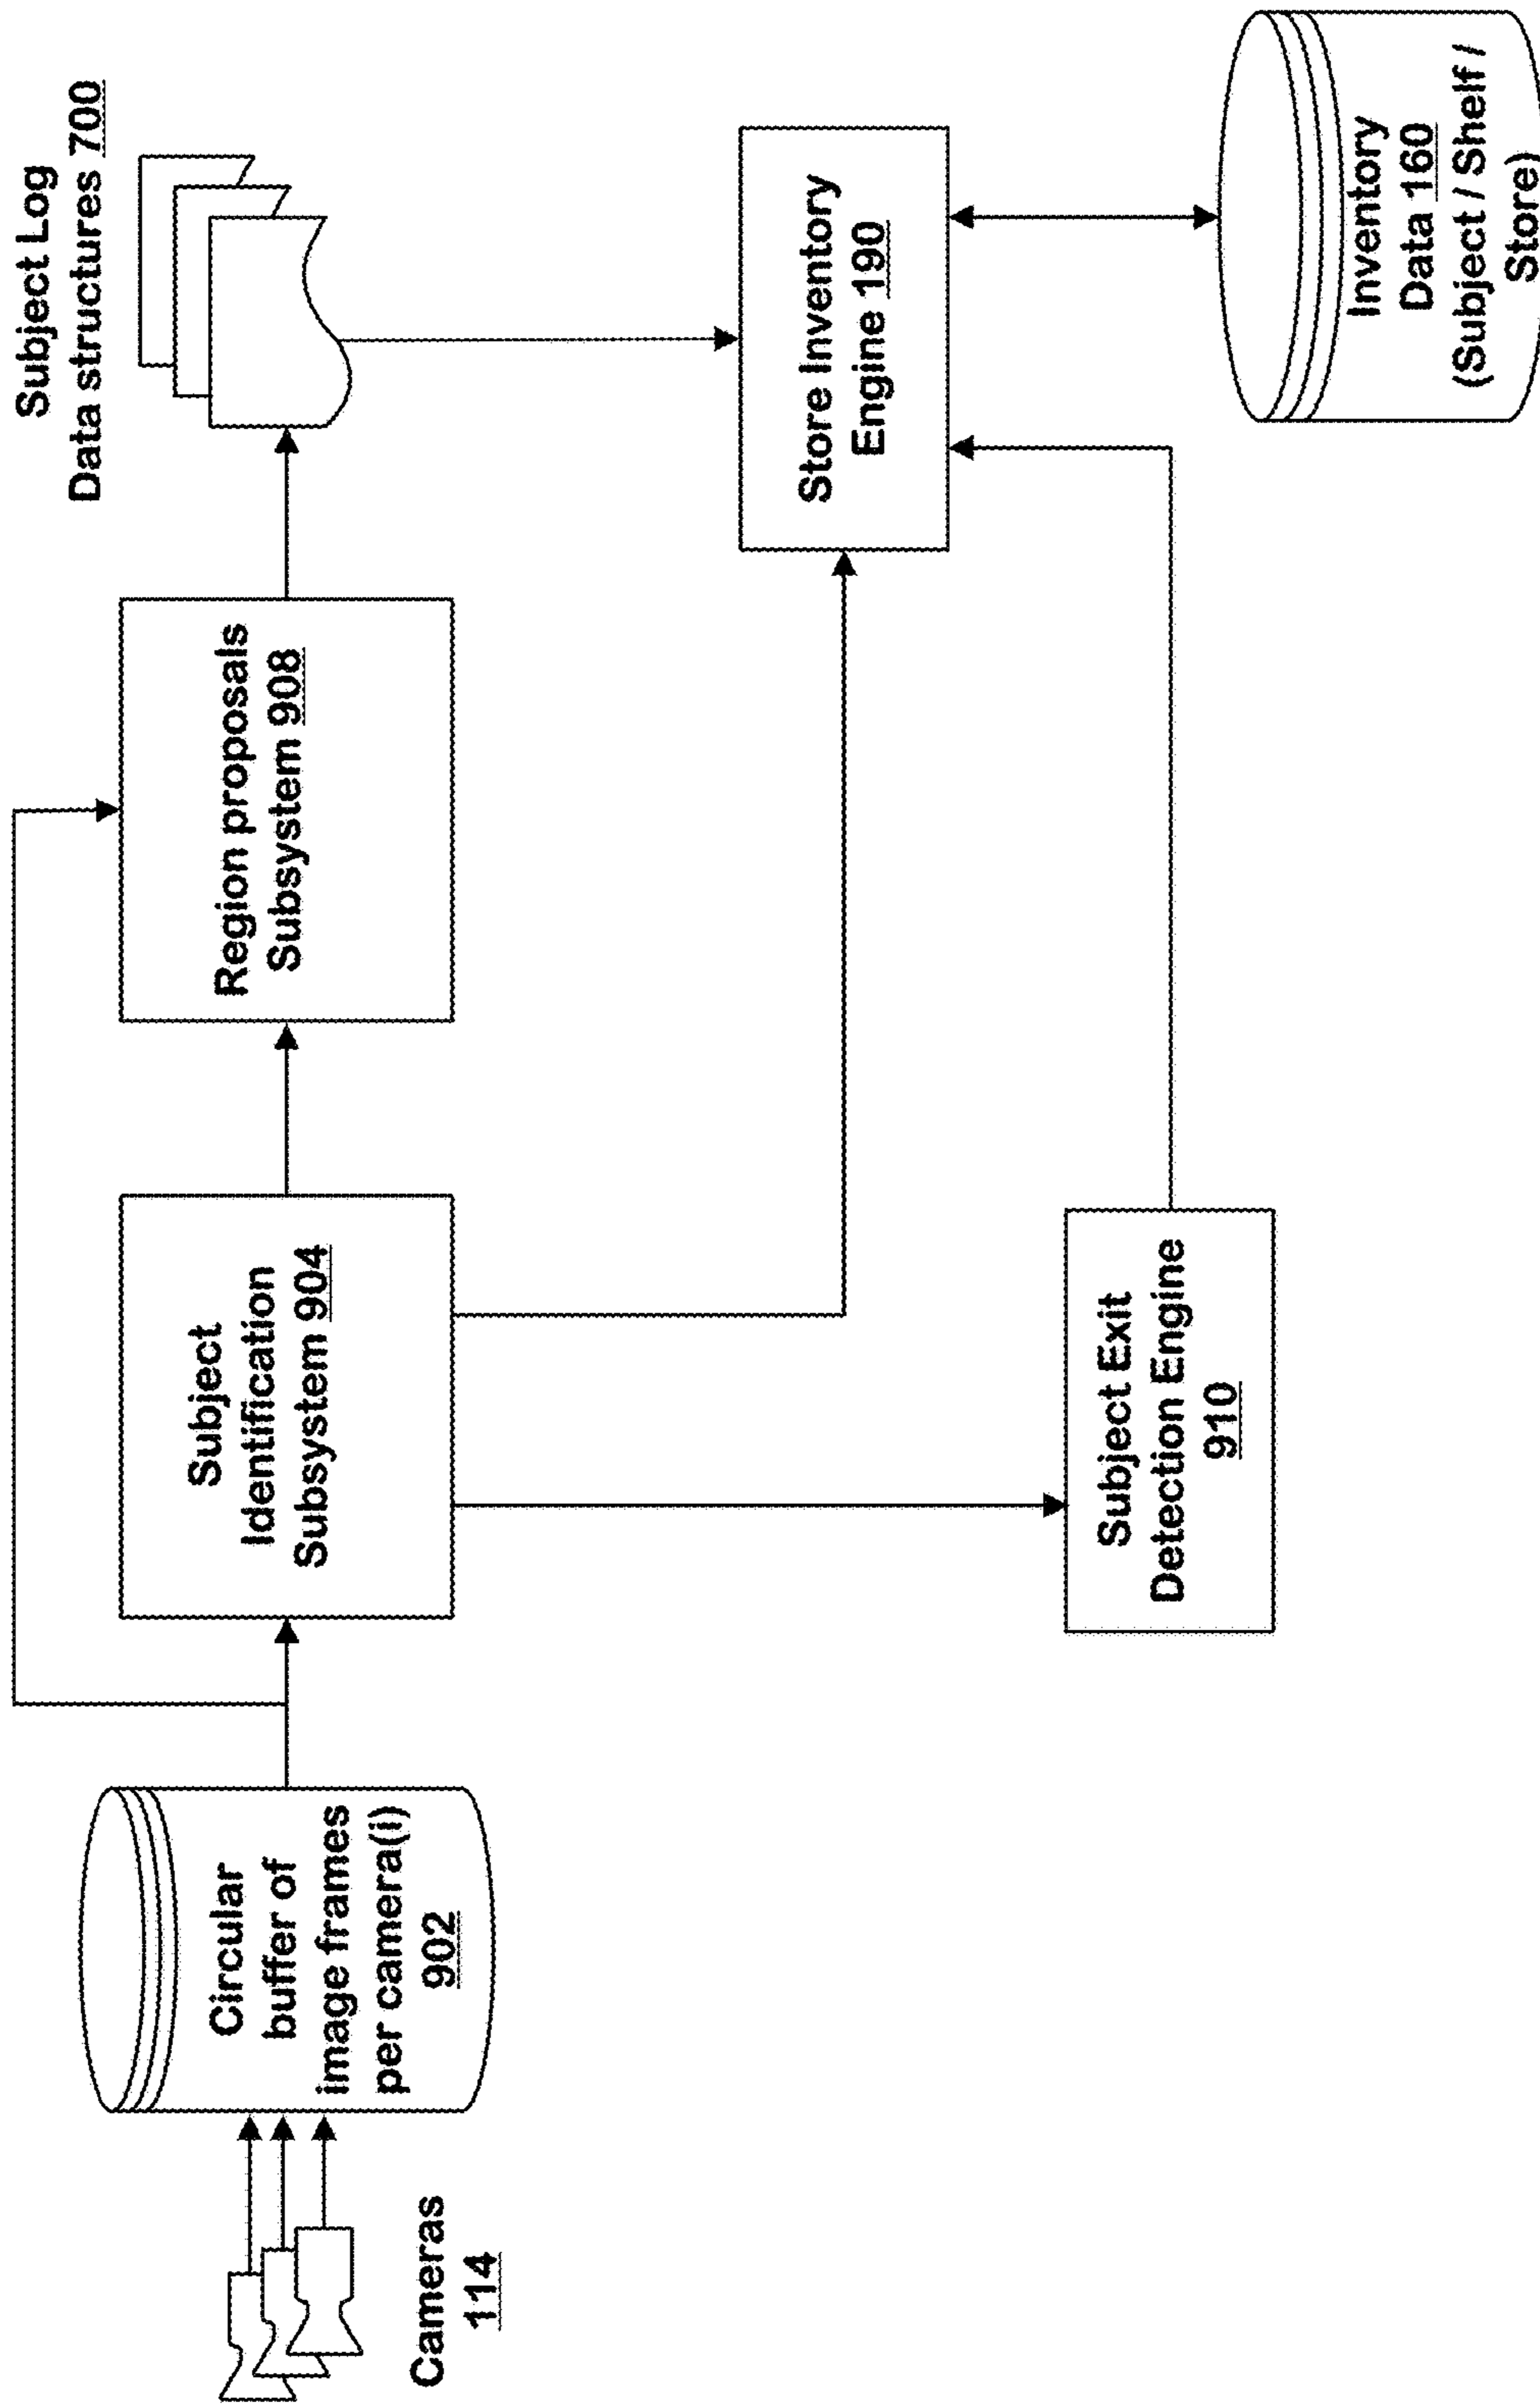 Cameras
114
Circular
buffer of
image frames
per camera(i)
902
Subject
Identification
Subsystem 904
Region proposals
Subsystem 908
Subject Log
Data structures 700
Subject Exit
Detection Engine
910
Store Inventory
Engine 190
Inventory
Data 160
(Subject / Shelf /
Store)